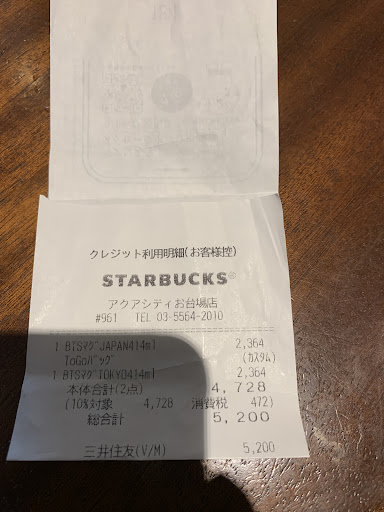 クレジット利用明細(お客様控)
STARBUCKS®
アクアシティお台場店
#961 TEL 03-5564-2010
1 BTSﾏｸﾞJAPAN414ml 2,364
ToGoﾊﾞｯｸﾞ (ｶｽﾀﾑ)
1 BTSﾏｸﾞTOKYO414ml 2,364
本体合計(2点) 4,728
(10%対象 4,728 消費税 472)
総合計 5,200
三井住友(V/M) 5,200